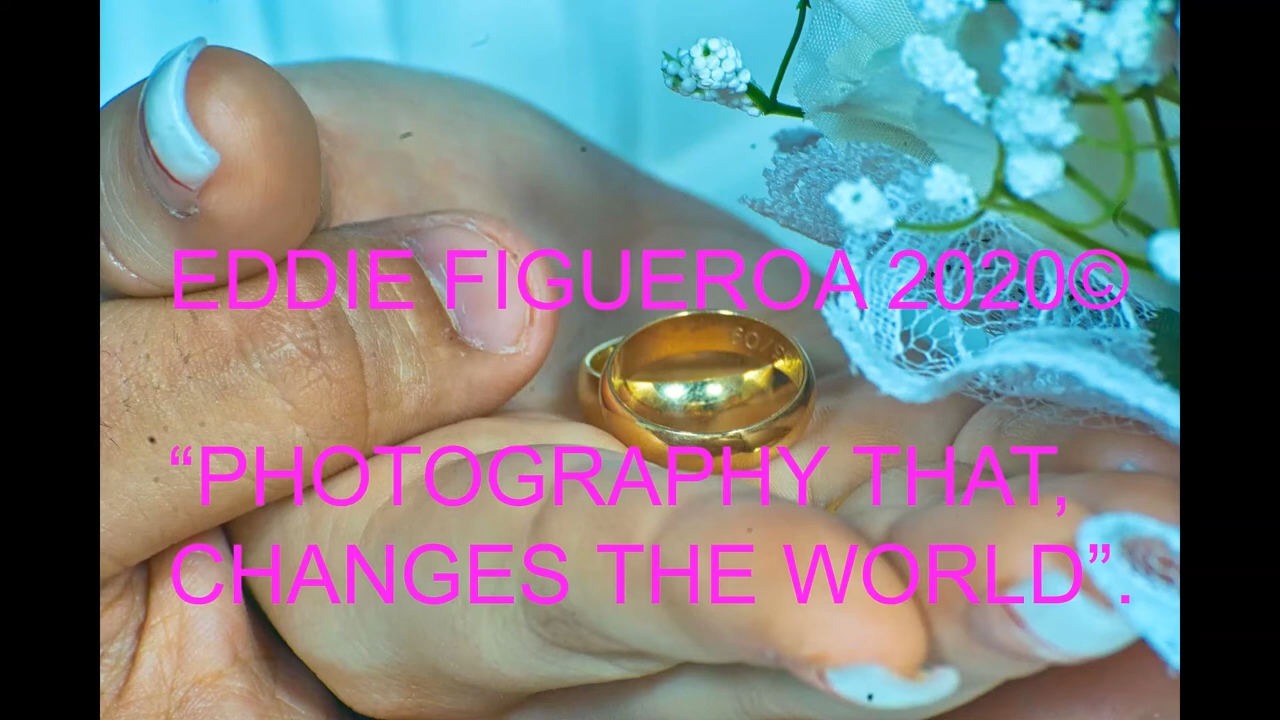 EDDIE FIGUEROA 2020©
“PHOTOGRAPHY THAT,
CHANGES THE WORLD”.